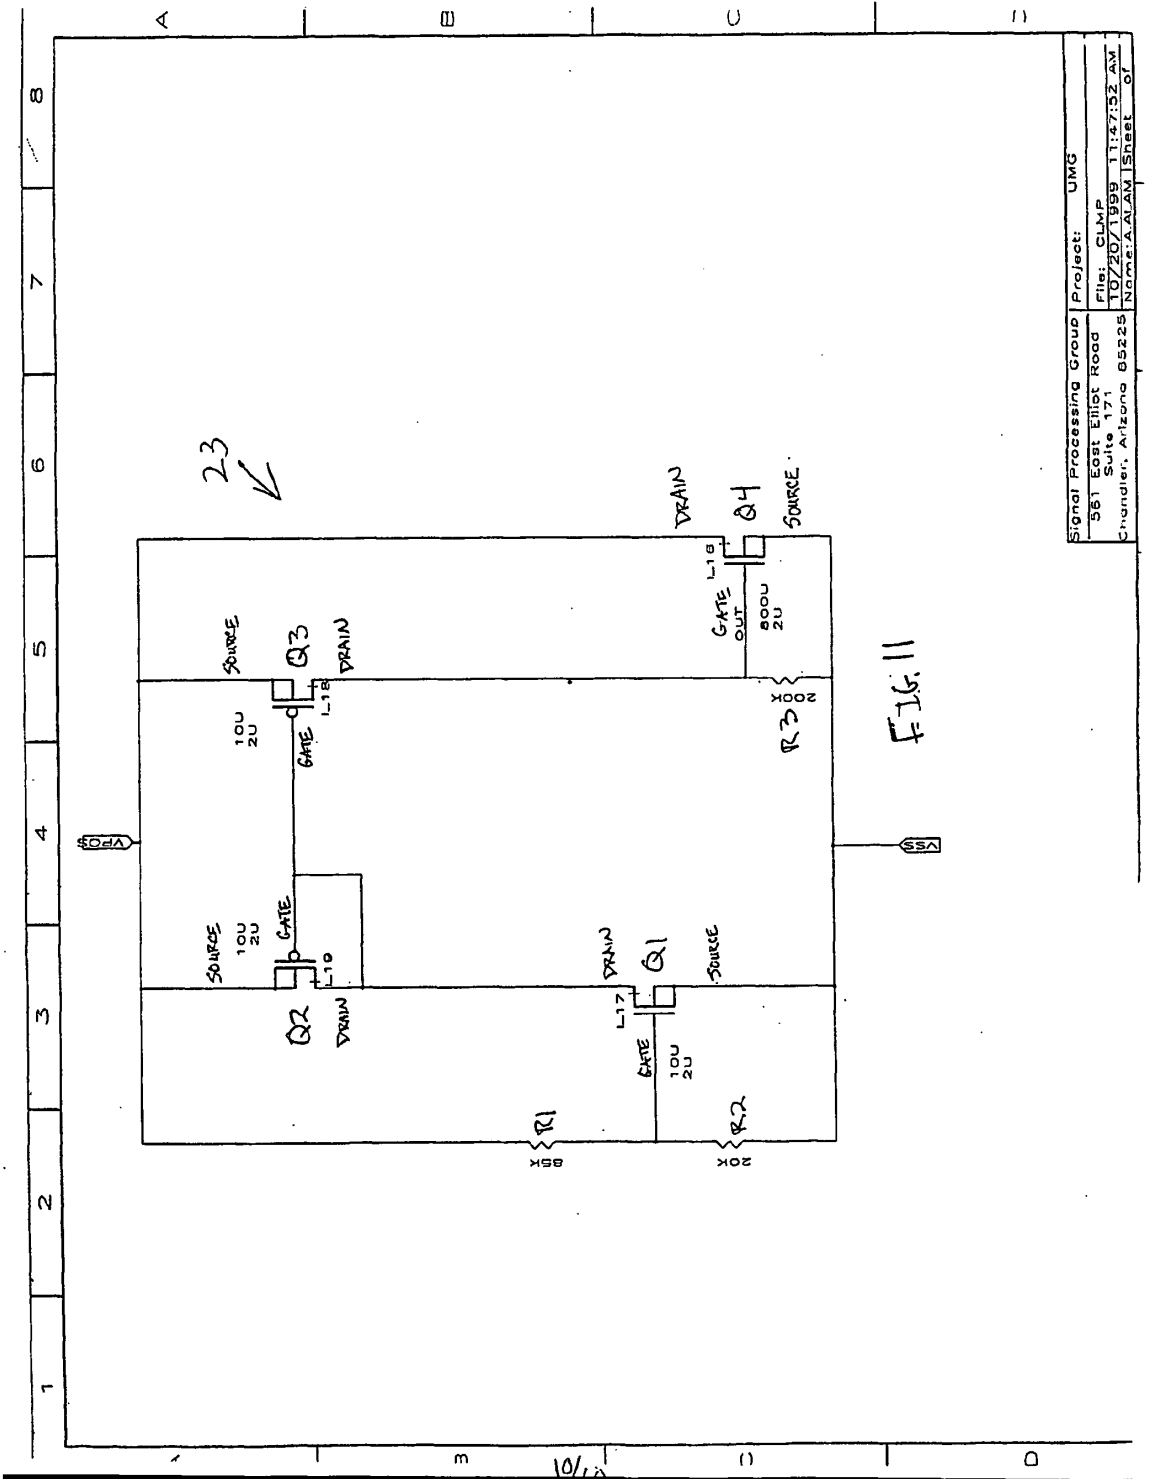 1 2 3 4 5 6 7 8
A
B
C
VPOS
23
SOURCE
10U
2U
GATE
L19
Q2
DRAIN
SOURCE
Q3
10U
2U
GATE
L18
DRAIN
R1
85K
DRAIN
L17
Q1
GATE
10U
2U
SOURCE
R2
20K
DRAIN
L16
Q4
GATE
OUT
800U
2U
SOURCE
R3
200K
VSS
FIG. 11
D
Signal Processing Group
561 East Elliot Road
Suite 171
Chandler, Arizona 85225
Project: UMG
File: CLMP
10/20/1999 11:47:52 AM
Name: A.ALAM Sheet of